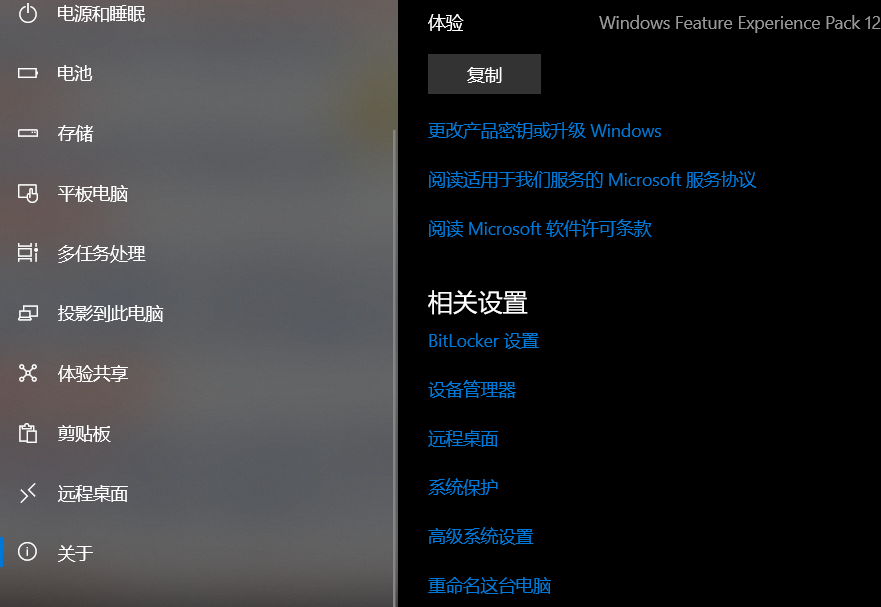 电源和睡眠
电池
存储
平板电脑
多任务处理
投影到此电脑
体验共享
剪贴板
远程桌面
关于
体验 Windows Feature Experience Pack 12
复制
更改产品密钥或升级 Windows
阅读适用于我们服务的 Microsoft 服务协议
阅读 Microsoft 软件许可条款
相关设置
BitLocker 设置
设备管理器
远程桌面
系统保护
高级系统设置
重命名这台电脑